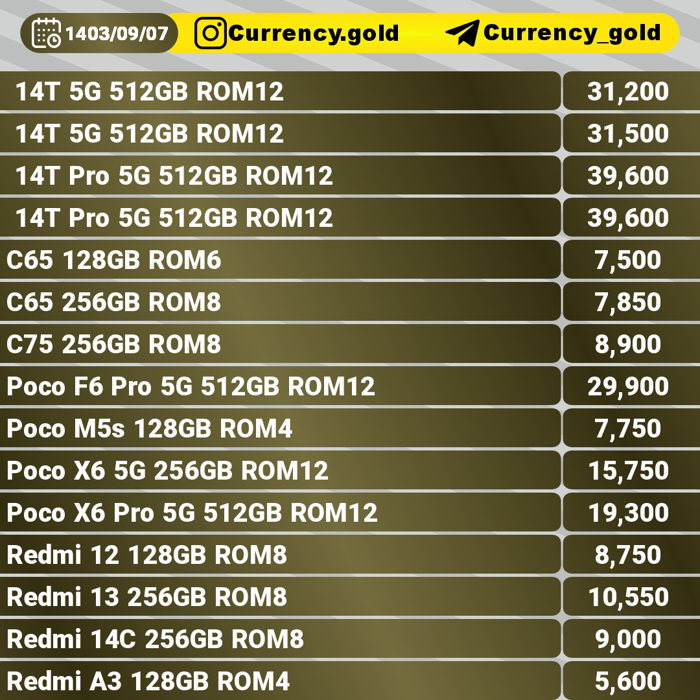 1403/09/07 Currency.gold Currency_gold
14T 5G 512GB ROM12 31,200
14T 5G 512GB ROM12 31,500
14T Pro 5G 512GB ROM12 39,600
14T Pro 5G 512GB ROM12 39,600
C65 128GB ROM6 7,500
C65 256GB ROM8 7,850
C75 256GB ROM8 8,900
Poco F6 Pro 5G 512GB ROM12 29,900
Poco M5s 128GB ROM4 7,750
Poco X6 5G 256GB ROM12 15,750
Poco X6 Pro 5G 512GB ROM12 19,300
Redmi 12 128GB ROM8 8,750
Redmi 13 256GB ROM8 10,550
Redmi 14C 256GB ROM8 9,000
Redmi A3 128GB ROM4 5,600